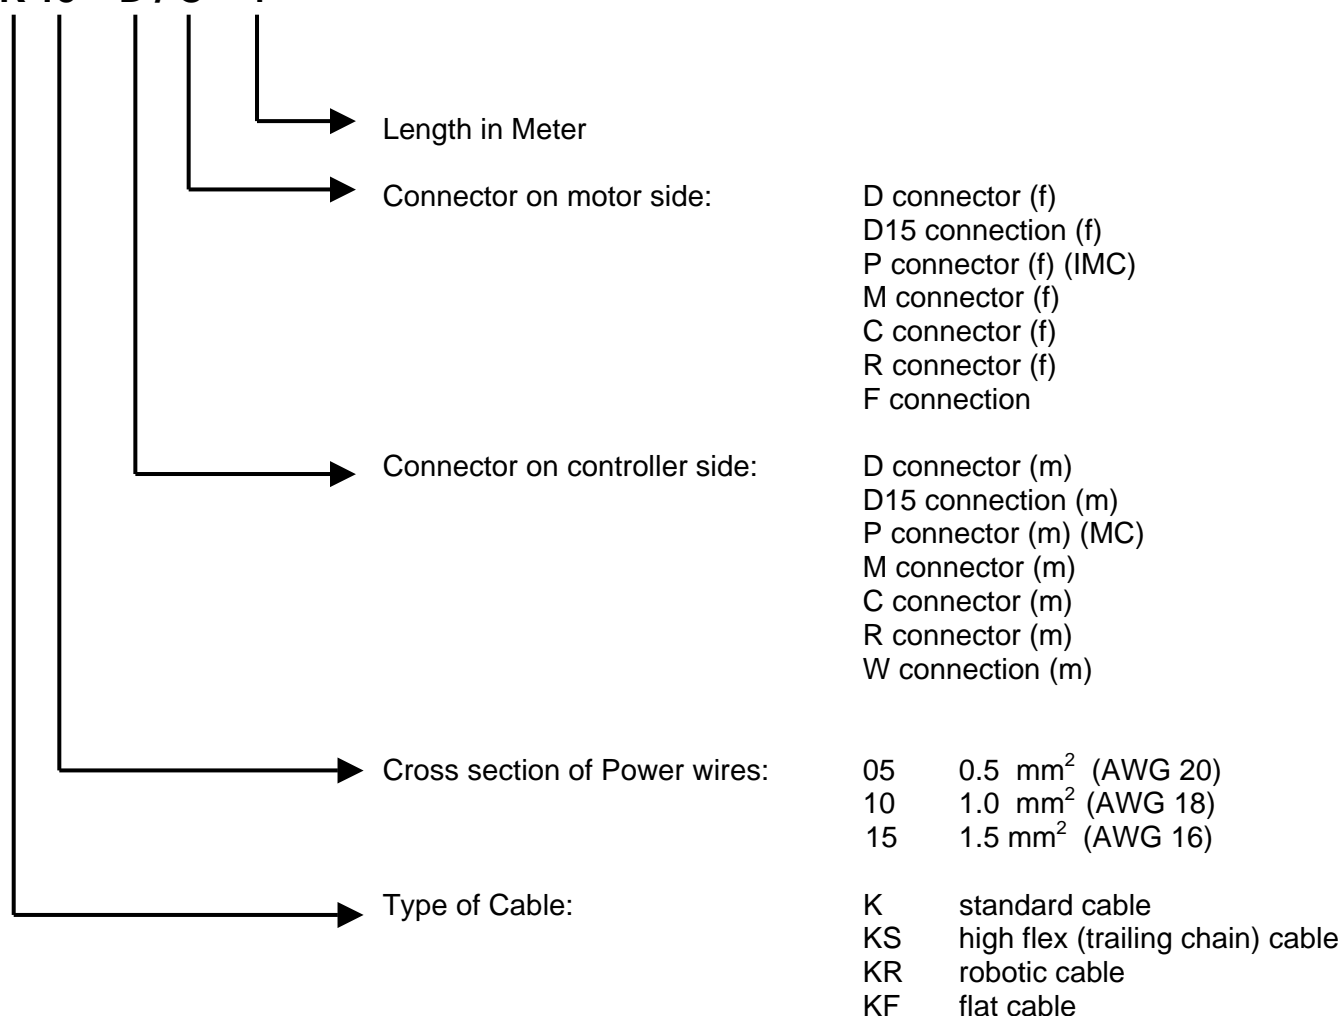 Length in Meter
Connector on motor side: D connector (f)
D15 connection (f)
P connector (f) (IMC)
M connector (f)
C connector (f)
R connector (f)
F connection
Connector on controller side: D connector (m)
D15 connection (m)
P connector (m) (MC)
M connector (m)
C connector (m)
R connector (m)
W connection (m)
Cross section of Power wires: 05 0.5 mm² (AWG 20)
10 1.0 mm² (AWG 18)
15 1.5 mm² (AWG 16)
Type of Cable: K standard cable
KS high flex (trailing chain) cable
KR robotic cable
KF flat cable